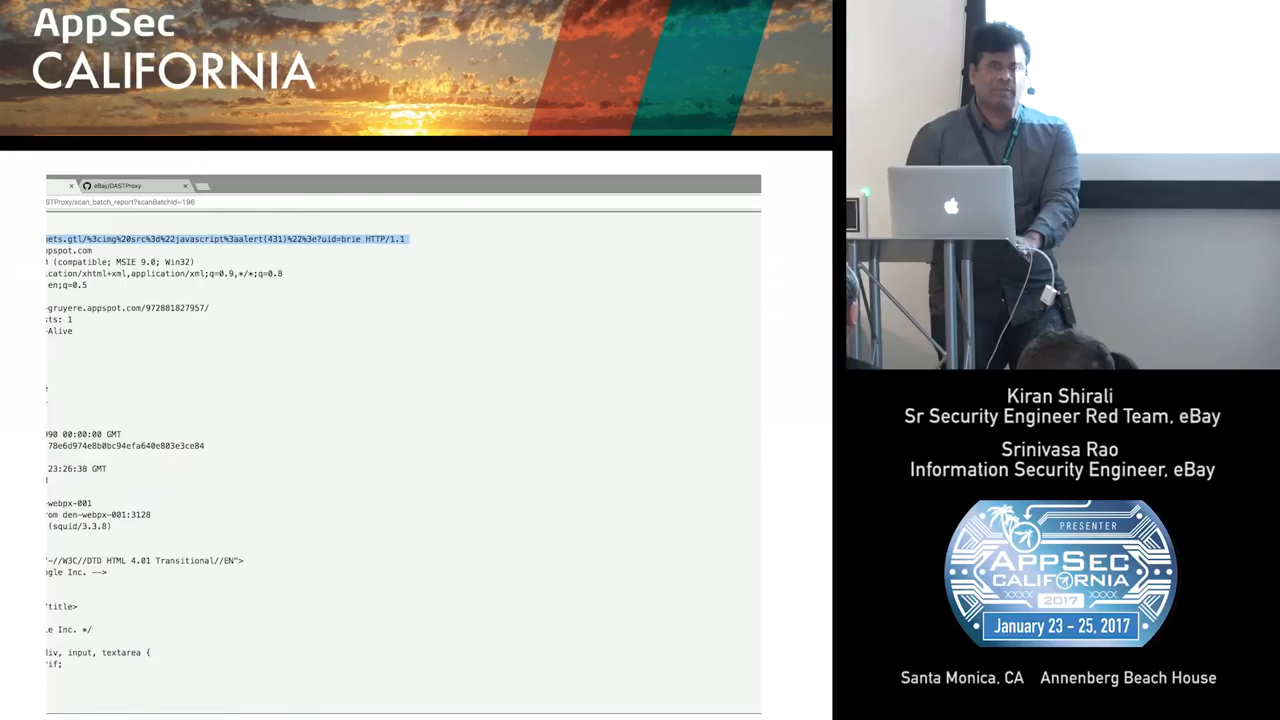 AppSec
CALIFORNIA
eBay/DASTProxy
STProxy/scan_batch_report?scanBatchId=196
ets.gtl/%3cimg%20src%3d%22javascript%3aalert(431)%22%3e?uid=brie HTTP/1.1
ppspot.com
(compatible; MSIE 9.0; Win32)
cation/xhtml+xml,application/xml;q=0.9,*/*;q=0.8
en;q=0.5
-gruyere.appspot.com/972881827957/
sts: 1
-Alive
990 00:00:00 GMT
78e6d974e8b0bc94efa640e803e3ce84
23:26:38 GMT
d
-webpx-001
rom den-webpx-001:3128
(squid/3.3.8)
"-//W3C//DTD HTML 4.01 Transitional//EN">
ogle Inc. -->
/title>
le Inc. */
div, input, textarea {
rif;
Kiran Shirali
Sr Security Engineer Red Team, eBay
Srinivasa Rao
Information Security Engineer, eBay
PRESENTER
APPSEC
CALIFORNIA
2017
January 23 - 25, 2017
Santa Monica, CA Annenberg Beach House